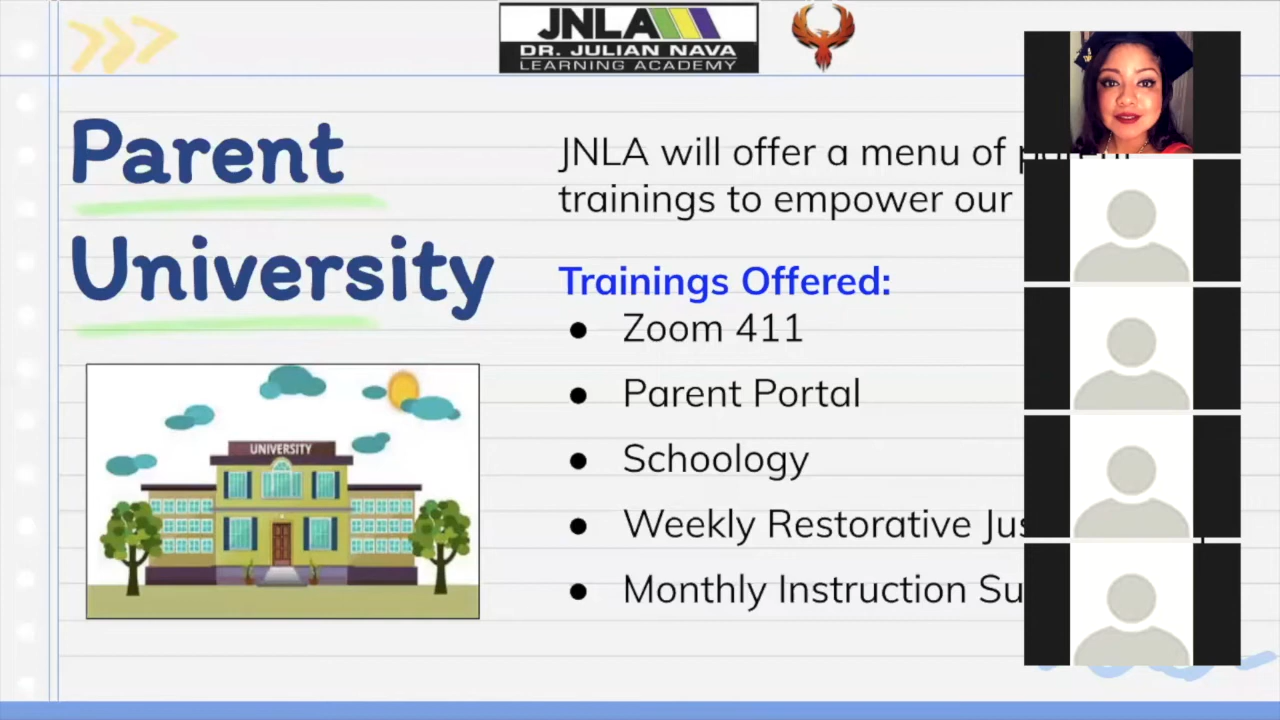 JNLA
DR. JULIAN NAVA
LEARNING ACADEMY
Parent
University
UNIVERSITY
JNLA will offer a menu of parent
trainings to empower our
Trainings Offered:
● Zoom 411
● Parent Portal
● Schoology
● Weekly Restorative
● Monthly Instruction